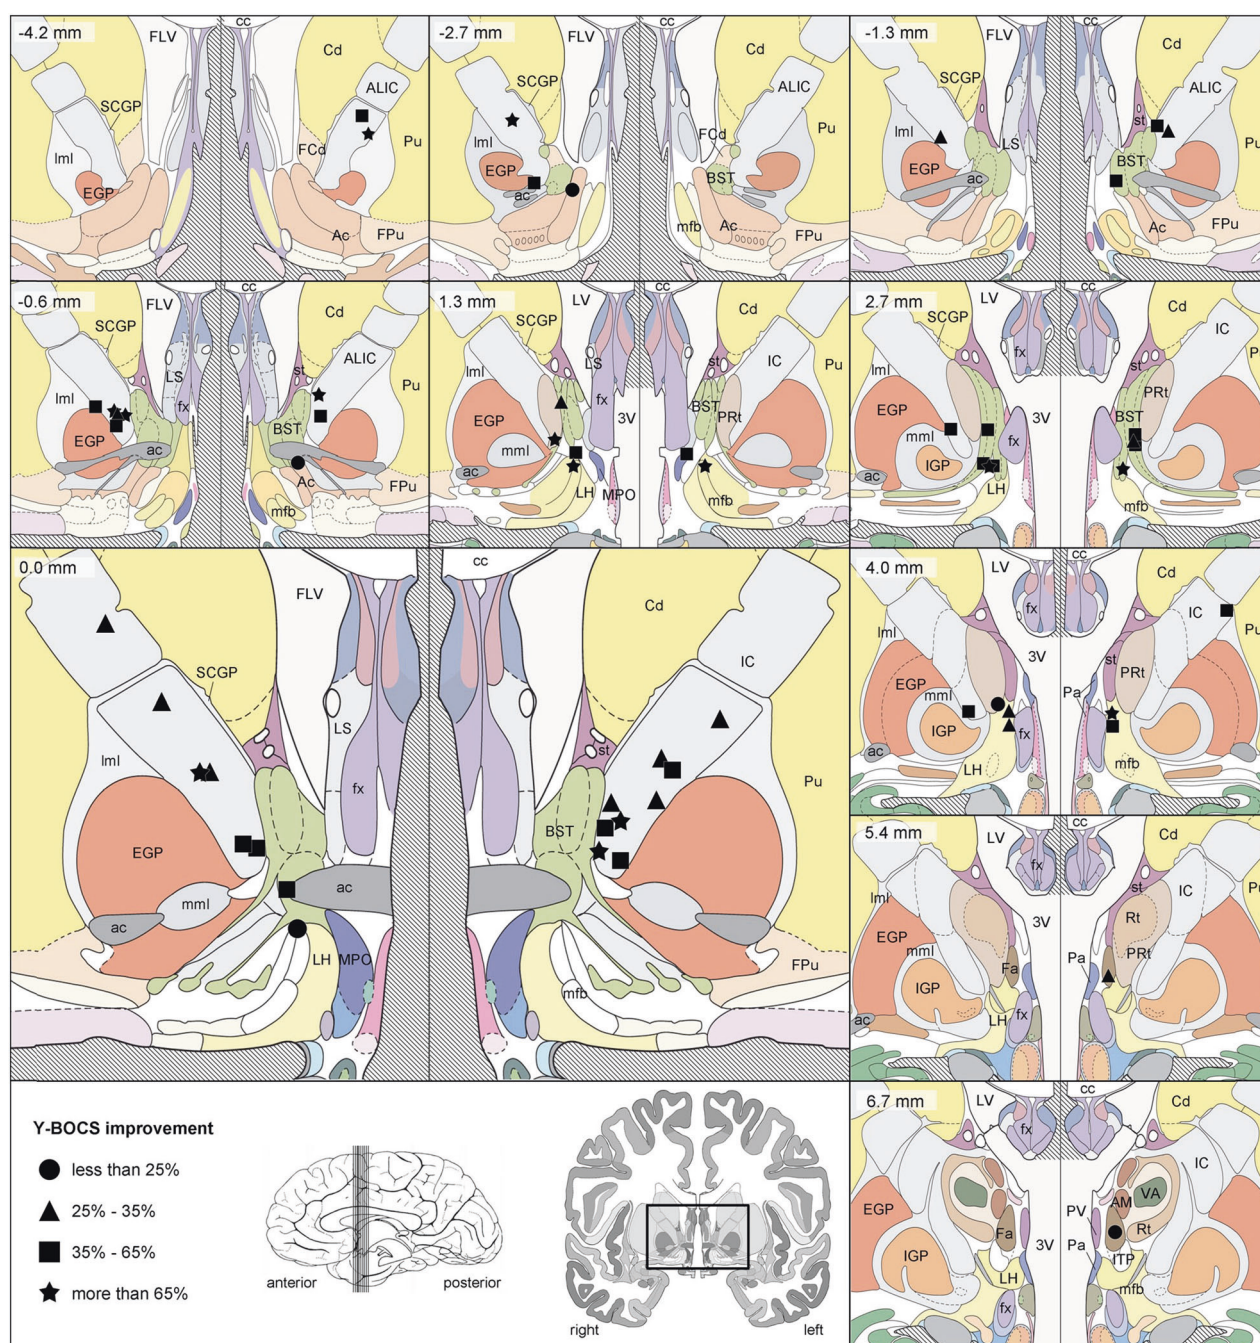 -4.2 mm
FLV
cc
Cd
SCGP
ALIC
lml
FCd
Pu
EGP
Ac
FPu
-2.7 mm
FLV
cc
Cd
SCGP
ALIC
lml
FCd
Pu
EGP
BST
ac
mfb
Ac
FPu
-1.3 mm
FLV
cc
Cd
SCGP
ALIC
lml
LS
st
Pu
EGP
BST
ac
Ac
FPu
-0.6 mm
FLV
cc
Cd
SCGP
ALIC
LS
st
Pu
lml
fx
EGP
BST
ac
Ac
FPu
mfb
1.3 mm
LV
cc
Cd
SCGP
LS
st
IC
lml
Pu
EGP
fx
BST
PRt
3V
mml
ac
LH
MPO
mfb
2.7 mm
LV
cc
Cd
SCGP
fx
st
IC
lml
P
PRt
EGP
BST
3V
fx
mml
IGP
ac
LH
mfb
0.0 mm
FLV
cc
Cd
SCGP
IC
LS
st
lml
Pu
fx
EGP
BST
ac
mml
ac
LH
MPO
mfb
FPu
4.0 mm
LV
cc
Cd
fx
IC
lml
Pu
3V
st
EGP
PRt
mml
Pa
IGP
fx
ac
LH
mfb
5.4 mm
LV
cc
Cd
fx
st
IC
lml
P
Rt
3V
EGP
mml
Fa
Pa
PRt
IGP
LH
fx
ac
6.7 mm
LV
cc
Cd
fx
IC
EGP
AM
VA
PV
Fa
3V
Pa
Rt
IGP
ITP
LH
mfb
fx
Y-BOCS improvement
less than 25%
25% - 35%
35% - 65%
more than 65%
anterior
posterior
right
left